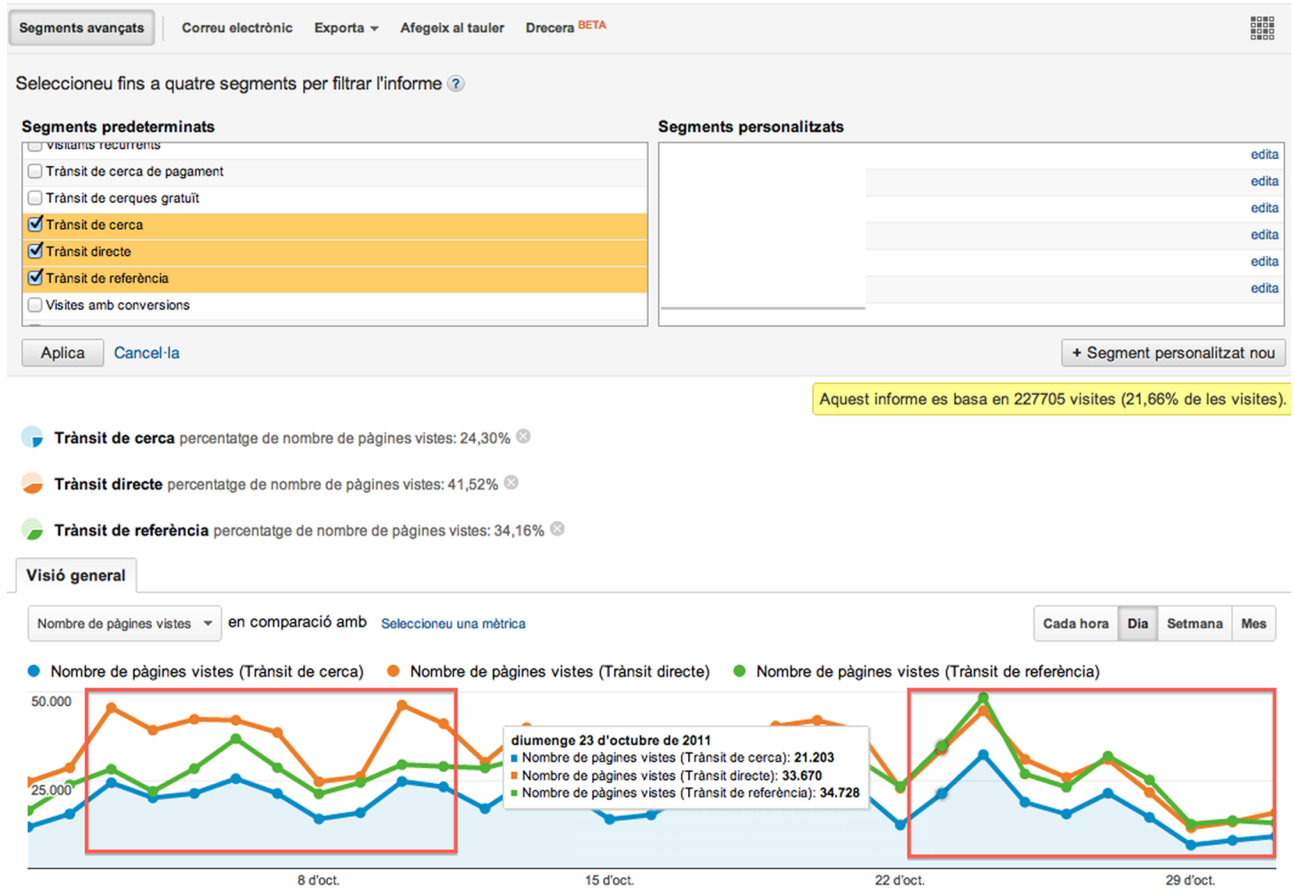 Segments avançats Correu electrònic Exporta Afegeix al tauler Drecera BETA
Seleccioneu fins a quatre segments per filtrar l'informe ?
Segments predeterminats Segments personalitzats
Visitants recurrents edita
Trànsit de cerca de pagament edita
Trànsit de cerques gratuït edita
Trànsit de cerca edita
Trànsit directe edita
Trànsit de referència edita
Visites amb conversions
Aplica Cancel·la + Segment personalitzat nou
Aquest informe es basa en 227705 visites (21,66% de les visites).
Trànsit de cerca percentatge de nombre de pàgines vistes: 24,30%
Trànsit directe percentatge de nombre de pàgines vistes: 41,52%
Trànsit de referència percentatge de nombre de pàgines vistes: 34,16%
Visió general
Nombre de pàgines vistes en comparació amb Seleccioneu una mètrica Cada hora Dia Setmana Mes
Nombre de pàgines vistes (Trànsit de cerca) Nombre de pàgines vistes (Trànsit directe) Nombre de pàgines vistes (Trànsit de referència)
50.000
25.000
diumenge 23 d'octubre de 2011
Nombre de pàgines vistes (Trànsit de cerca): 21.203
Nombre de pàgines vistes (Trànsit directe): 33.670
Nombre de pàgines vistes (Trànsit de referència): 34.728
8 d'oct. 15 d'oct. 22 d'oct. 29 d'oct.